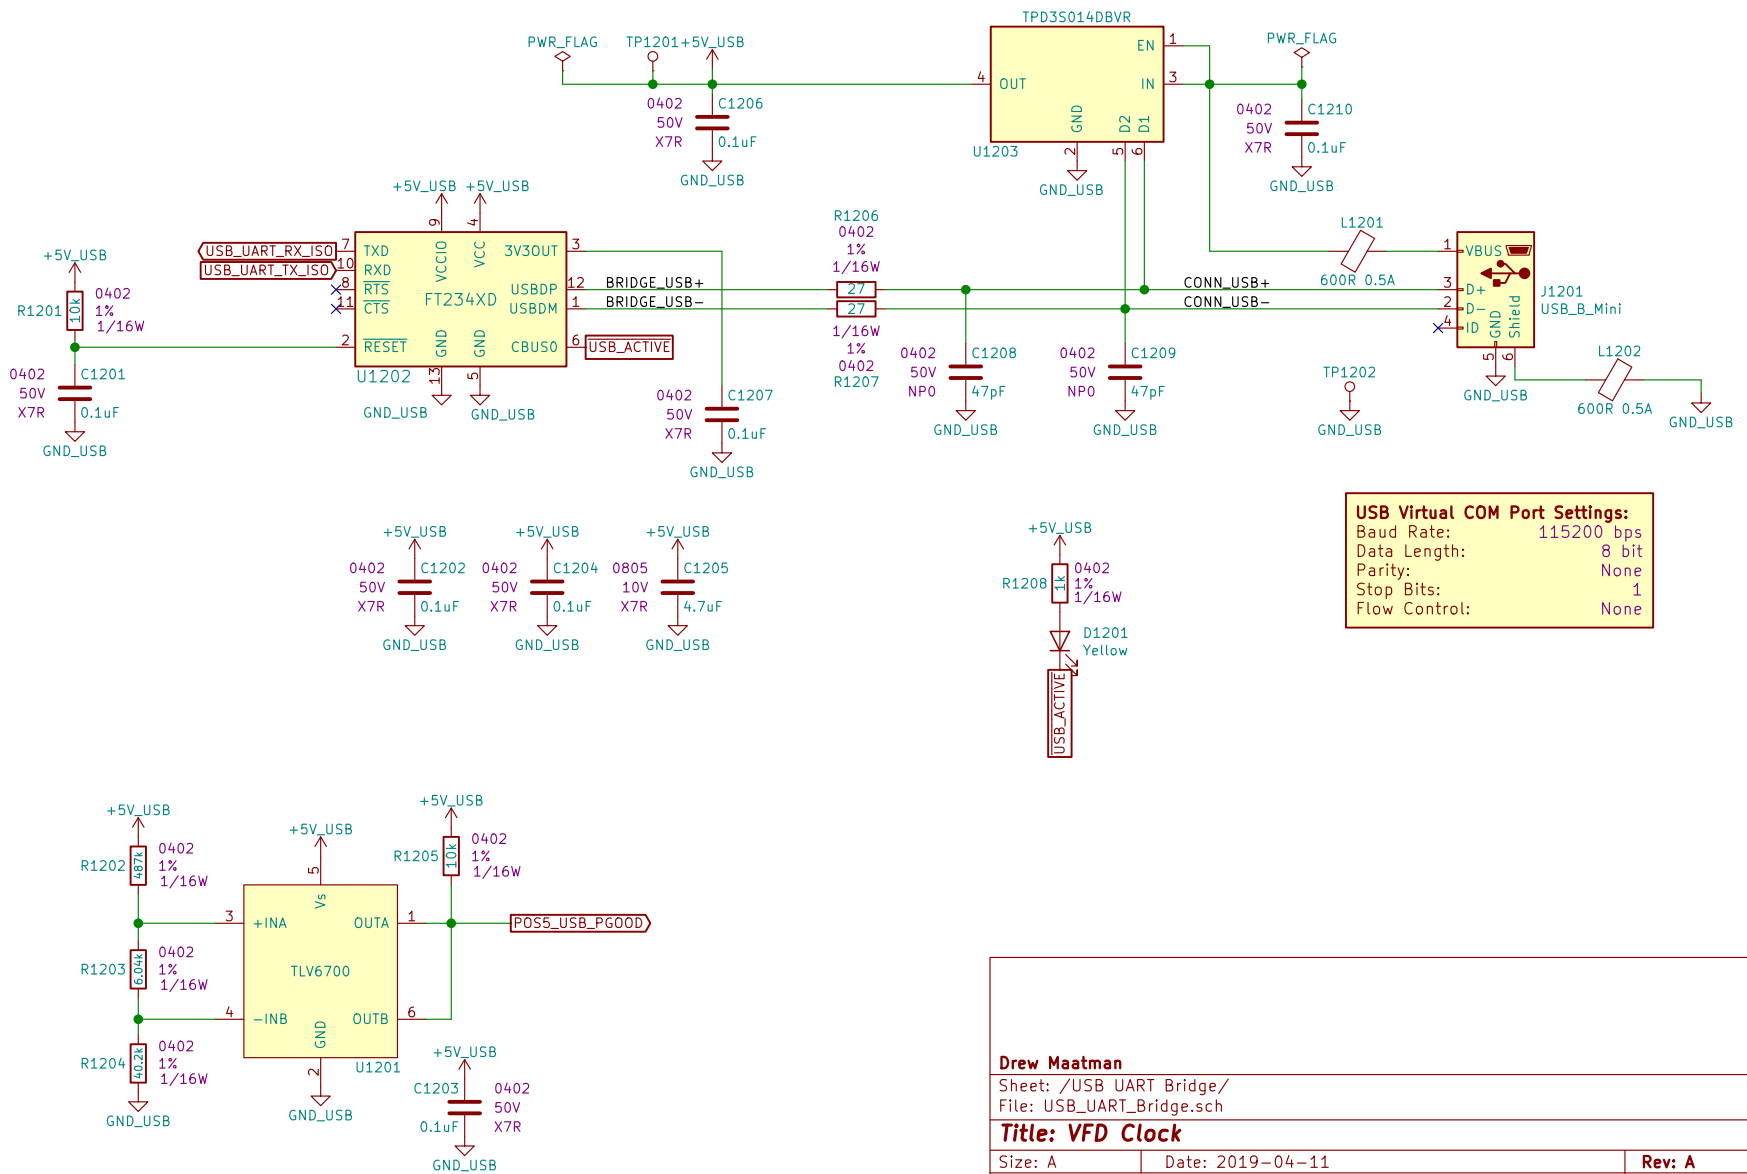 TPD3S014DBVR
PWR_FLAG
TP1201
+5V_USB
EN
1
PWR_FLAG
4
OUT
IN
3
0402
50V
X7R
C1206
0.1uF
GND_USB
GND
D2
D1
2
5
6
U1203
GND_USB
0402
50V
X7R
C1210
0.1uF
GND_USB
+5V_USB
+5V_USB
9
4
USB_UART_RX_ISO
7
TXD
USB_UART_TX_ISO
10
RXD
8
RTS
11
CTS
2
RESET
VCCIO
VCC
FT234XD
3V3OUT
3
USBDP
12
USBDM
1
CBUS0
6
GND
GND
13
5
U1202
GND_USB
GND_USB
BRIDGE_USB+
BRIDGE_USB-
USB_ACTIVE
+5V_USB
R1201
10k
0402
1%
1/16W
0402
50V
X7R
C1201
0.1uF
GND_USB
0402
50V
X7R
C1207
0.1uF
GND_USB
R1206
0402
1%
1/16W
27
27
1/16W
1%
0402
R1207
0402
50V
NP0
C1208
47pF
GND_USB
0402
50V
NP0
C1209
47pF
GND_USB
CONN_USB+
CONN_USB-
L1201
600R 0.5A
1
VBUS
3
D+
2
D-
4
ID
GND
Shield
5
6
J1201
USB_B_Mini
GND_USB
L1202
600R 0.5A
GND_USB
TP1202
GND_USB
+5V_USB
0402
50V
X7R
C1202
0.1uF
GND_USB
+5V_USB
0402
50V
X7R
C1204
0.1uF
GND_USB
+5V_USB
0805
10V
X7R
C1205
4.7uF
GND_USB
+5V_USB
R1208
1k
0402
1%
1/16W
D1201
Yellow
USB_ACTIVE
USB Virtual COM Port Settings:
Baud Rate: 115200 bps
Data Length: 8 bit
Parity: None
Stop Bits: 1
Flow Control: None
+5V_USB
R1202
487k
0402
1%
1/16W
R1203
6.04k
0402
1%
1/16W
R1204
40.2k
0402
1%
1/16W
GND_USB
+5V_USB
5
Vs
3
+INA
OUTA
1
TLV6700
4
-INB
OUTB
6
GND
2
U1201
GND_USB
+5V_USB
R1205
10k
0402
1%
1/16W
POS5_USB_PGOOD
+5V_USB
C1203
0.1uF
0402
50V
X7R
GND_USB
Drew Maatman
Sheet: /USB UART Bridge/
File: USB_UART_Bridge.sch
Title: VFD Clock
Size: A
Date: 2019-04-11
Rev: A